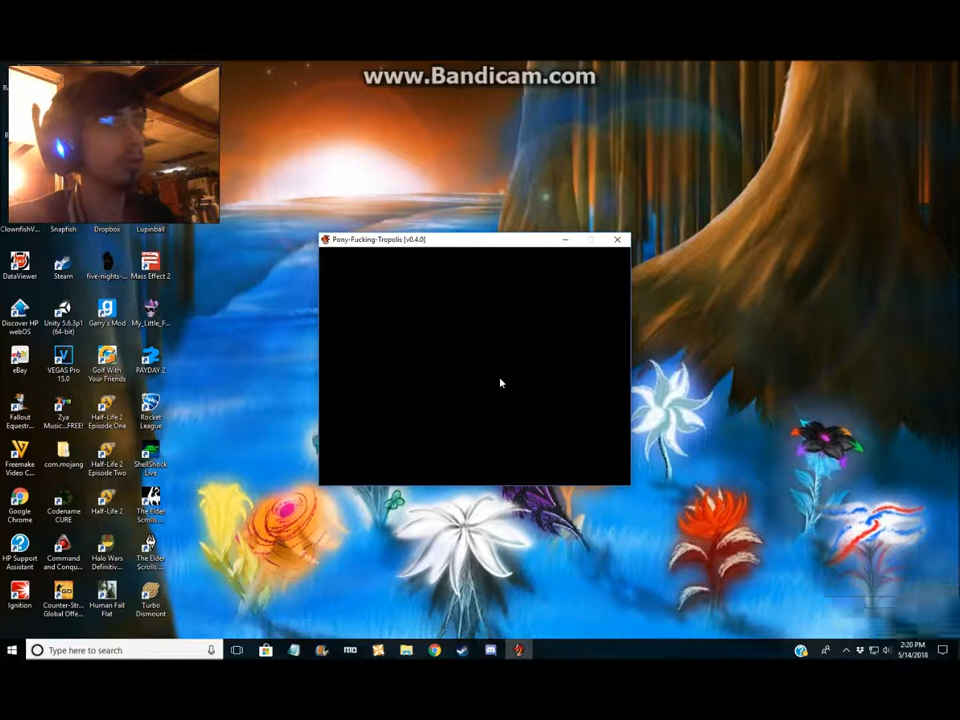 www.Bandicam.com
Pony-Fucking-Tropolis [v0.4.0]
ClownfishV...
Snapfish
Dropbox
Lupinball
DataViewer
Steam
five-nights-...
Mass Effect 2
Discover HP
webOS
Unity 5.6.3p1
(64-bit)
Garry's Mod
My_Little_F...
eBay
VEGAS Pro
15.0
Golf With
Your Friends
PAYDAY 2
Fallout
Equestr...
Zya
Music...FREE!
Half-Life 2
Episode One
Rocket
League
Freemake
Video C...
com.mojang
Half-Life 2
Episode Two
ShellShock
Live
Google
Chrome
Codename
CURE
Half-Life 2
The Elder
Scrolls ...
HP Support
Assistant
Command
and Conqu...
Halo Wars
Definitiv...
The Elder
Scrolls ...
Ignition
Counter-Str...
Global Offe...
Human Fall
Flat
Turbo
Dismount
Type here to search
2:20 PM
5/14/2018